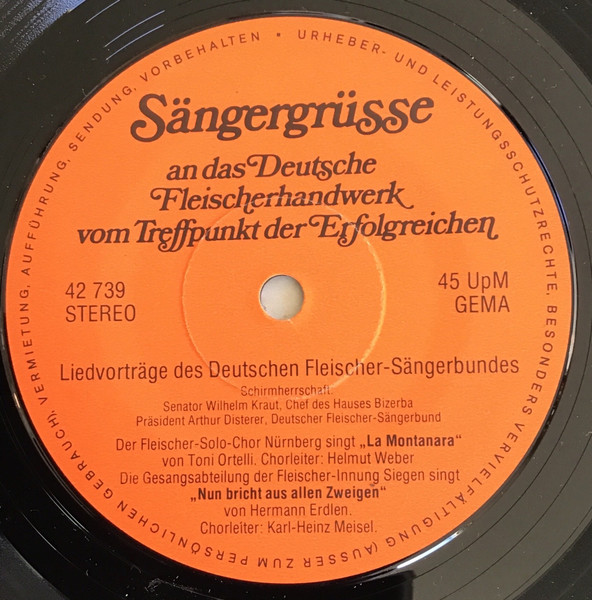 URHEBER- UND LEISTUNGSSCHUTZRECHTE, BESONDERS VERVIELFÄLTIGUNG (AUSSER ZUM PERSÖNLICHEN GEBRAUCH), VERMIETUNG, AUFFÜHRUNG, SENDUNG, VORBEHALTEN *
Sängergrüsse
an das Deutsche
Fleischerhandwerk
vom Treffpunkt der Erfolgreichen
42 739
STEREO
45 UpM
GEMA
Liedvorträge des Deutschen Fleischer-Sängerbundes
Schirmherrschaft:
Senator Wilhelm Kraut, Chef des Hauses Bizerba
Präsident Arthur Disterer, Deutscher Fleischer-Sängerbund
Der Fleischer-Solo-Chor Nürnberg singt „La Montanara"
von Toni Ortelli. Chorleiter: Helmut Weber
Die Gesangsabteilung der Fleischer-Innung Siegen singt
„Nun bricht aus allen Zweigen"
von Hermann Erdlen.
Chorleiter: Karl-Heinz Meisel.